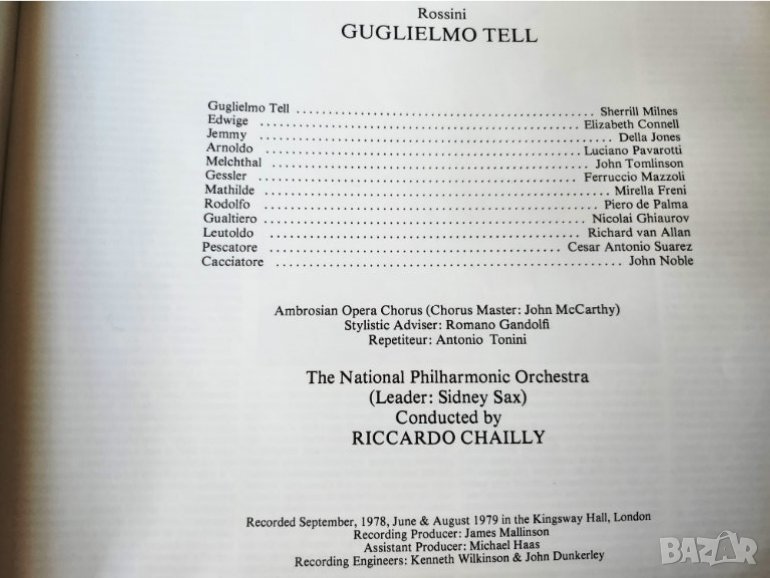 Rossini
GUGLIELMO TELL
Guglielmo Tell ........................................ Sherrill Milnes
Edwige ........................................ Elizabeth Connell
Jemmy ........................................ Della Jones
Arnoldo ........................................ Luciano Pavarotti
Melchthal ........................................ John Tomlinson
Gessler ........................................ Ferruccio Mazzoli
Mathilde ........................................ Mirella Freni
Rodolfo ........................................ Piero de Palma
Gualtiero ........................................ Nicolai Ghiaurov
Leutoldo ........................................ Richard van Allan
Pescatore ........................................ Cesar Antonio Suarez
Cacciatore ........................................ John Noble
Ambrosian Opera Chorus (Chorus Master: John McCarthy)
Stylistic Adviser: Romano Gandolfi
Repetiteur: Antonio Tonini
The National Philharmonic Orchestra
(Leader: Sidney Sax)
Conducted by
RICCARDO CHAILLY
Recorded September, 1978, June & August 1979 in the Kingsway Hall, London
Recording Producer: James Mallinson
Assistant Producer: Michael Haas
Recording Engineers: Kenneth Wilkinson & John Dunkerley
BAZAR.bg